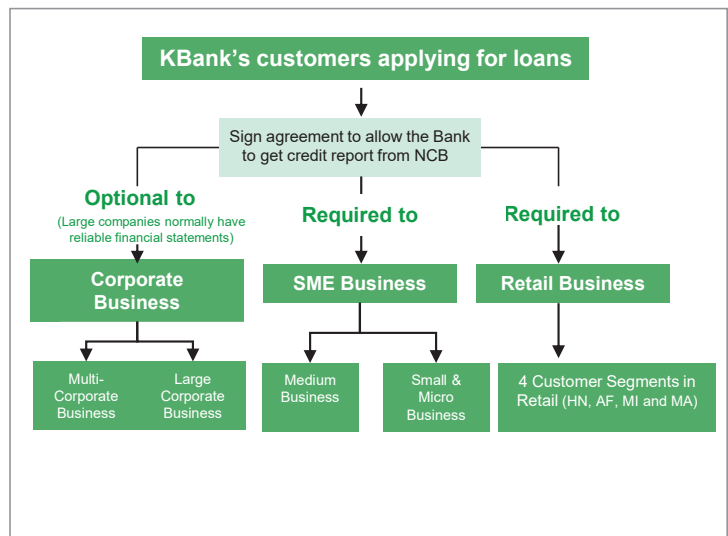 KBank's customers applying for loans
Sign agreement to allow the Bank
to get credit report from NCB
Optional to
(Large companies normally have
reliable financial statements)
Required to
Required to
Corporate
Business
SME Business
Retail Business
Multi-
Corporate
Business
Large
Corporate
Business
Medium
Business
Small &
Micro
Business
4 Customer Segments in
Retail (HN, AF, MI and MA)